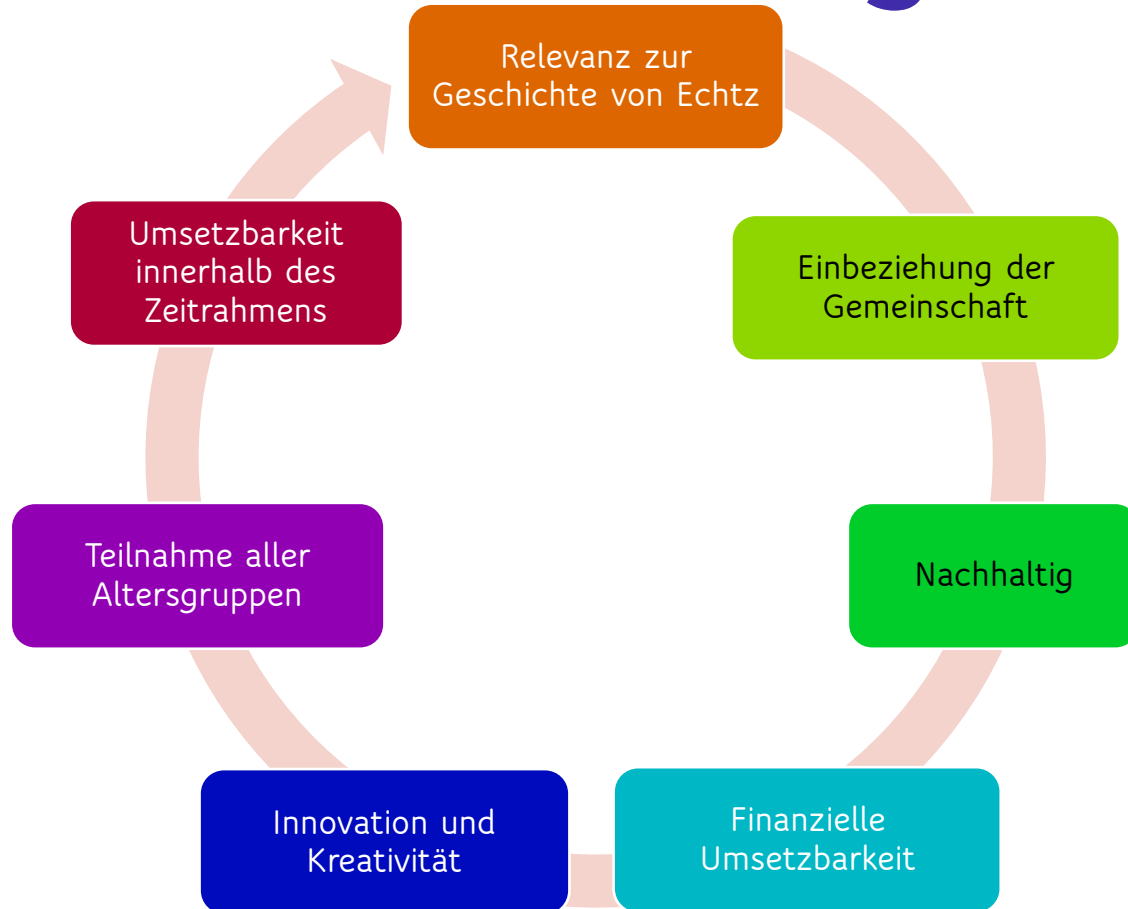 Relevanz zur
Geschichte von Echtz
Einbeziehung der
Gemeinschaft
Nachhaltig
Finanzielle
Umsetzbarkeit
Innovation und
Kreativität
Teilnahme aller
Altersgruppen
Umsetzbarkeit
innerhalb des
Zeitrahmens